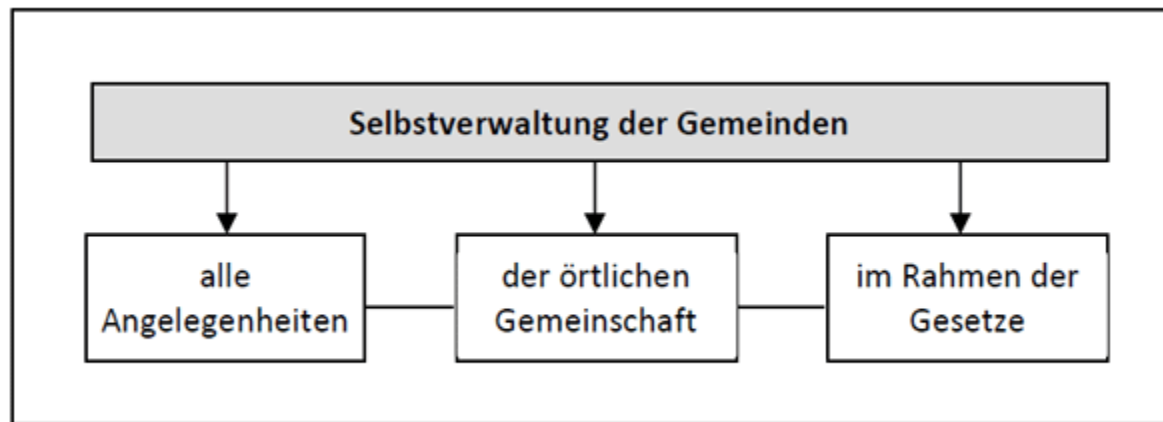 Selbstverwaltung der Gemeinden
alle
Angelegenheiten
der örtlichen
Gemeinschaft
im Rahmen der
Gesetze